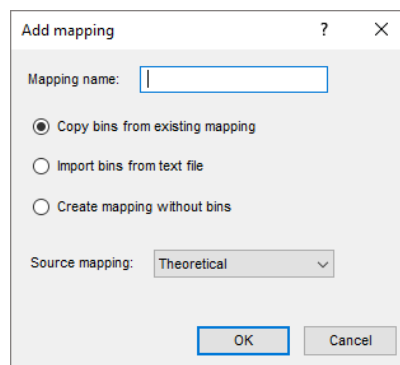 Add mapping ?
Mapping name:
Copy bins from existing mapping
Import bins from text file
Create mapping without bins
Source mapping: Theoretical
OK Cancel